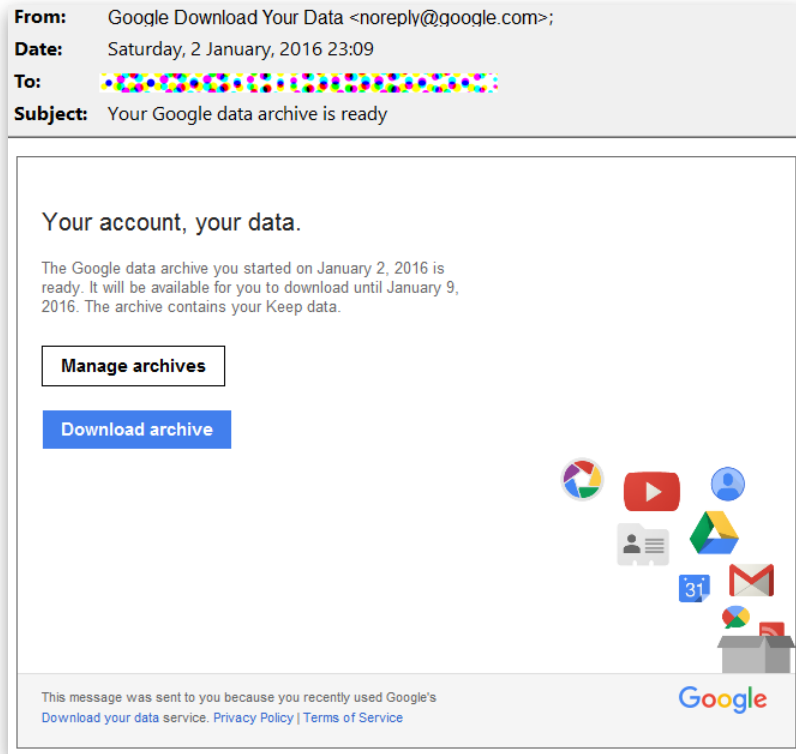 From: Google Download Your Data <noreply@google.com>;
Date: Saturday, 2 January, 2016 23:09
To:
Subject: Your Google data archive is ready
Your account, your data.
The Google data archive you started on January 2, 2016 is
ready. It will be available for you to download until January 9,
2016. The archive contains your Keep data.
Manage archives
Download archive
31
This message was sent to you because you recently used Google's
Download your data service. Privacy Policy | Terms of Service
Google